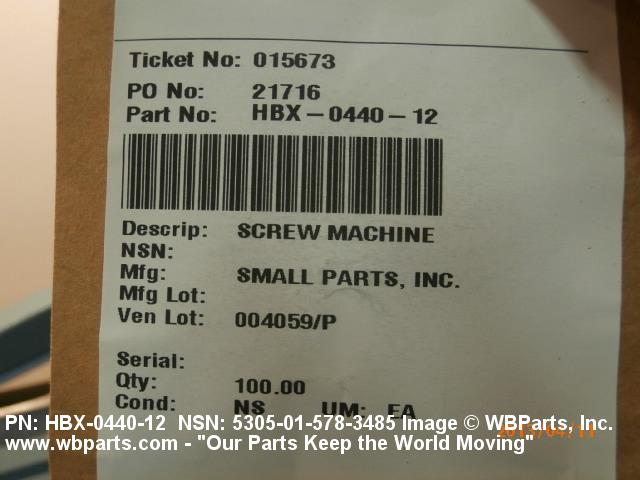 Ticket No: 015673
PO No: 21716
Part No: HBX-0440-12
Descrip: SCREW MACHINE
NSN:
Mfg: SMALL PARTS, INC.
Mfg Lot:
Ven Lot: 004059/P
Serial:
Qty: 100.00
Cond: NS UM: EA
PN: HBX-0440-12 NSN: 5305-01-578-3485 Image © WBParts, Inc.
www.wbparts.com - "Our Parts Keep the World Moving"